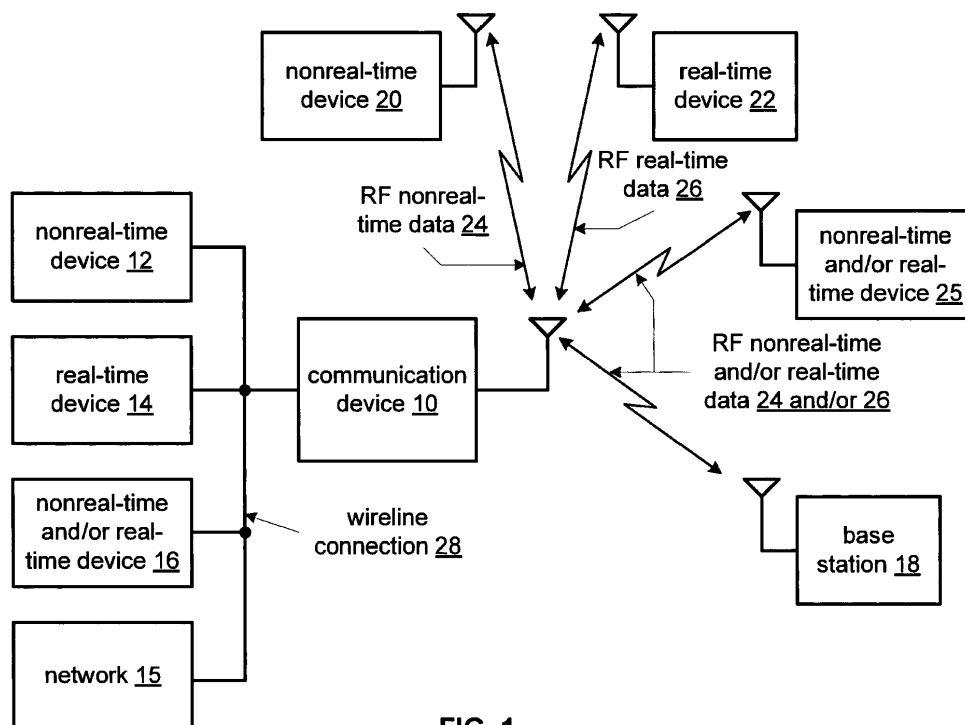 nonreal-time
device 20
real-time
device 22
RF nonreal-
time data 24
RF real-time
data 26
nonreal-time
device 12
nonreal-time
and/or real-
time device 25
real-time
device 14
communication
device 10
RF nonreal-time
and/or real-time
data 24 and/or 26
nonreal-time
and/or real-
time device 16
wireline
connection 28
base
station 18
network 15
FIG. 1